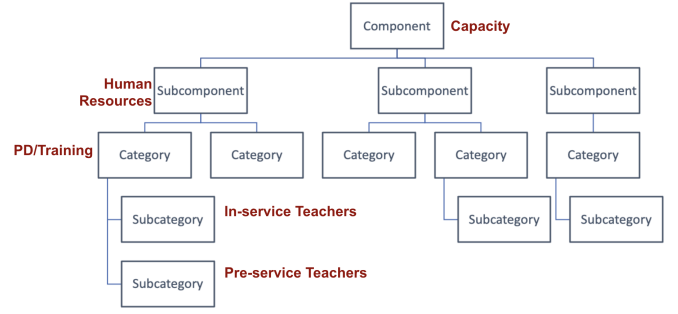 Component
Capacity
Human
Resources
Subcomponent
Subcomponent
Subcomponent
PD/Training
Category
Category
Category
Category
Category
Subcategory
In-service Teachers
Subcategory
Subcategory
Subcategory
Pre-service Teachers